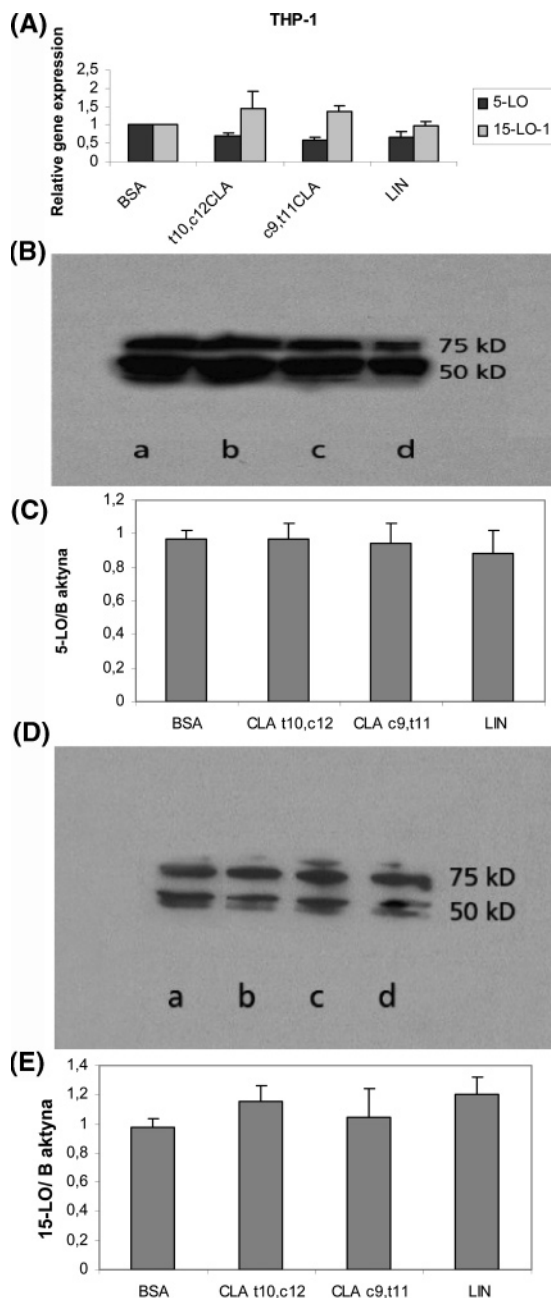 (A)
THP-1
Relative gene expression
2,5
2
1,5
1
0,5
0
BSA
t10,c12CLA
c9,t11CLA
LIN
5-LO
15-LO-1
(B)
75 kD
50 kD
a b c d
(C)
5-LO/B aktyna
1,2
1
0,8
0,6
0,4
0,2
0
BSA CLA t10,c12 CLA c9,t11 LIN
(D)
75 kD
50 kD
a b c d
(E)
15-LO/ B aktyna
1,4
1,2
1
0,8
0,6
0,4
0,2
0
BSA CLA t10,c12 CLA c9,t11 LIN